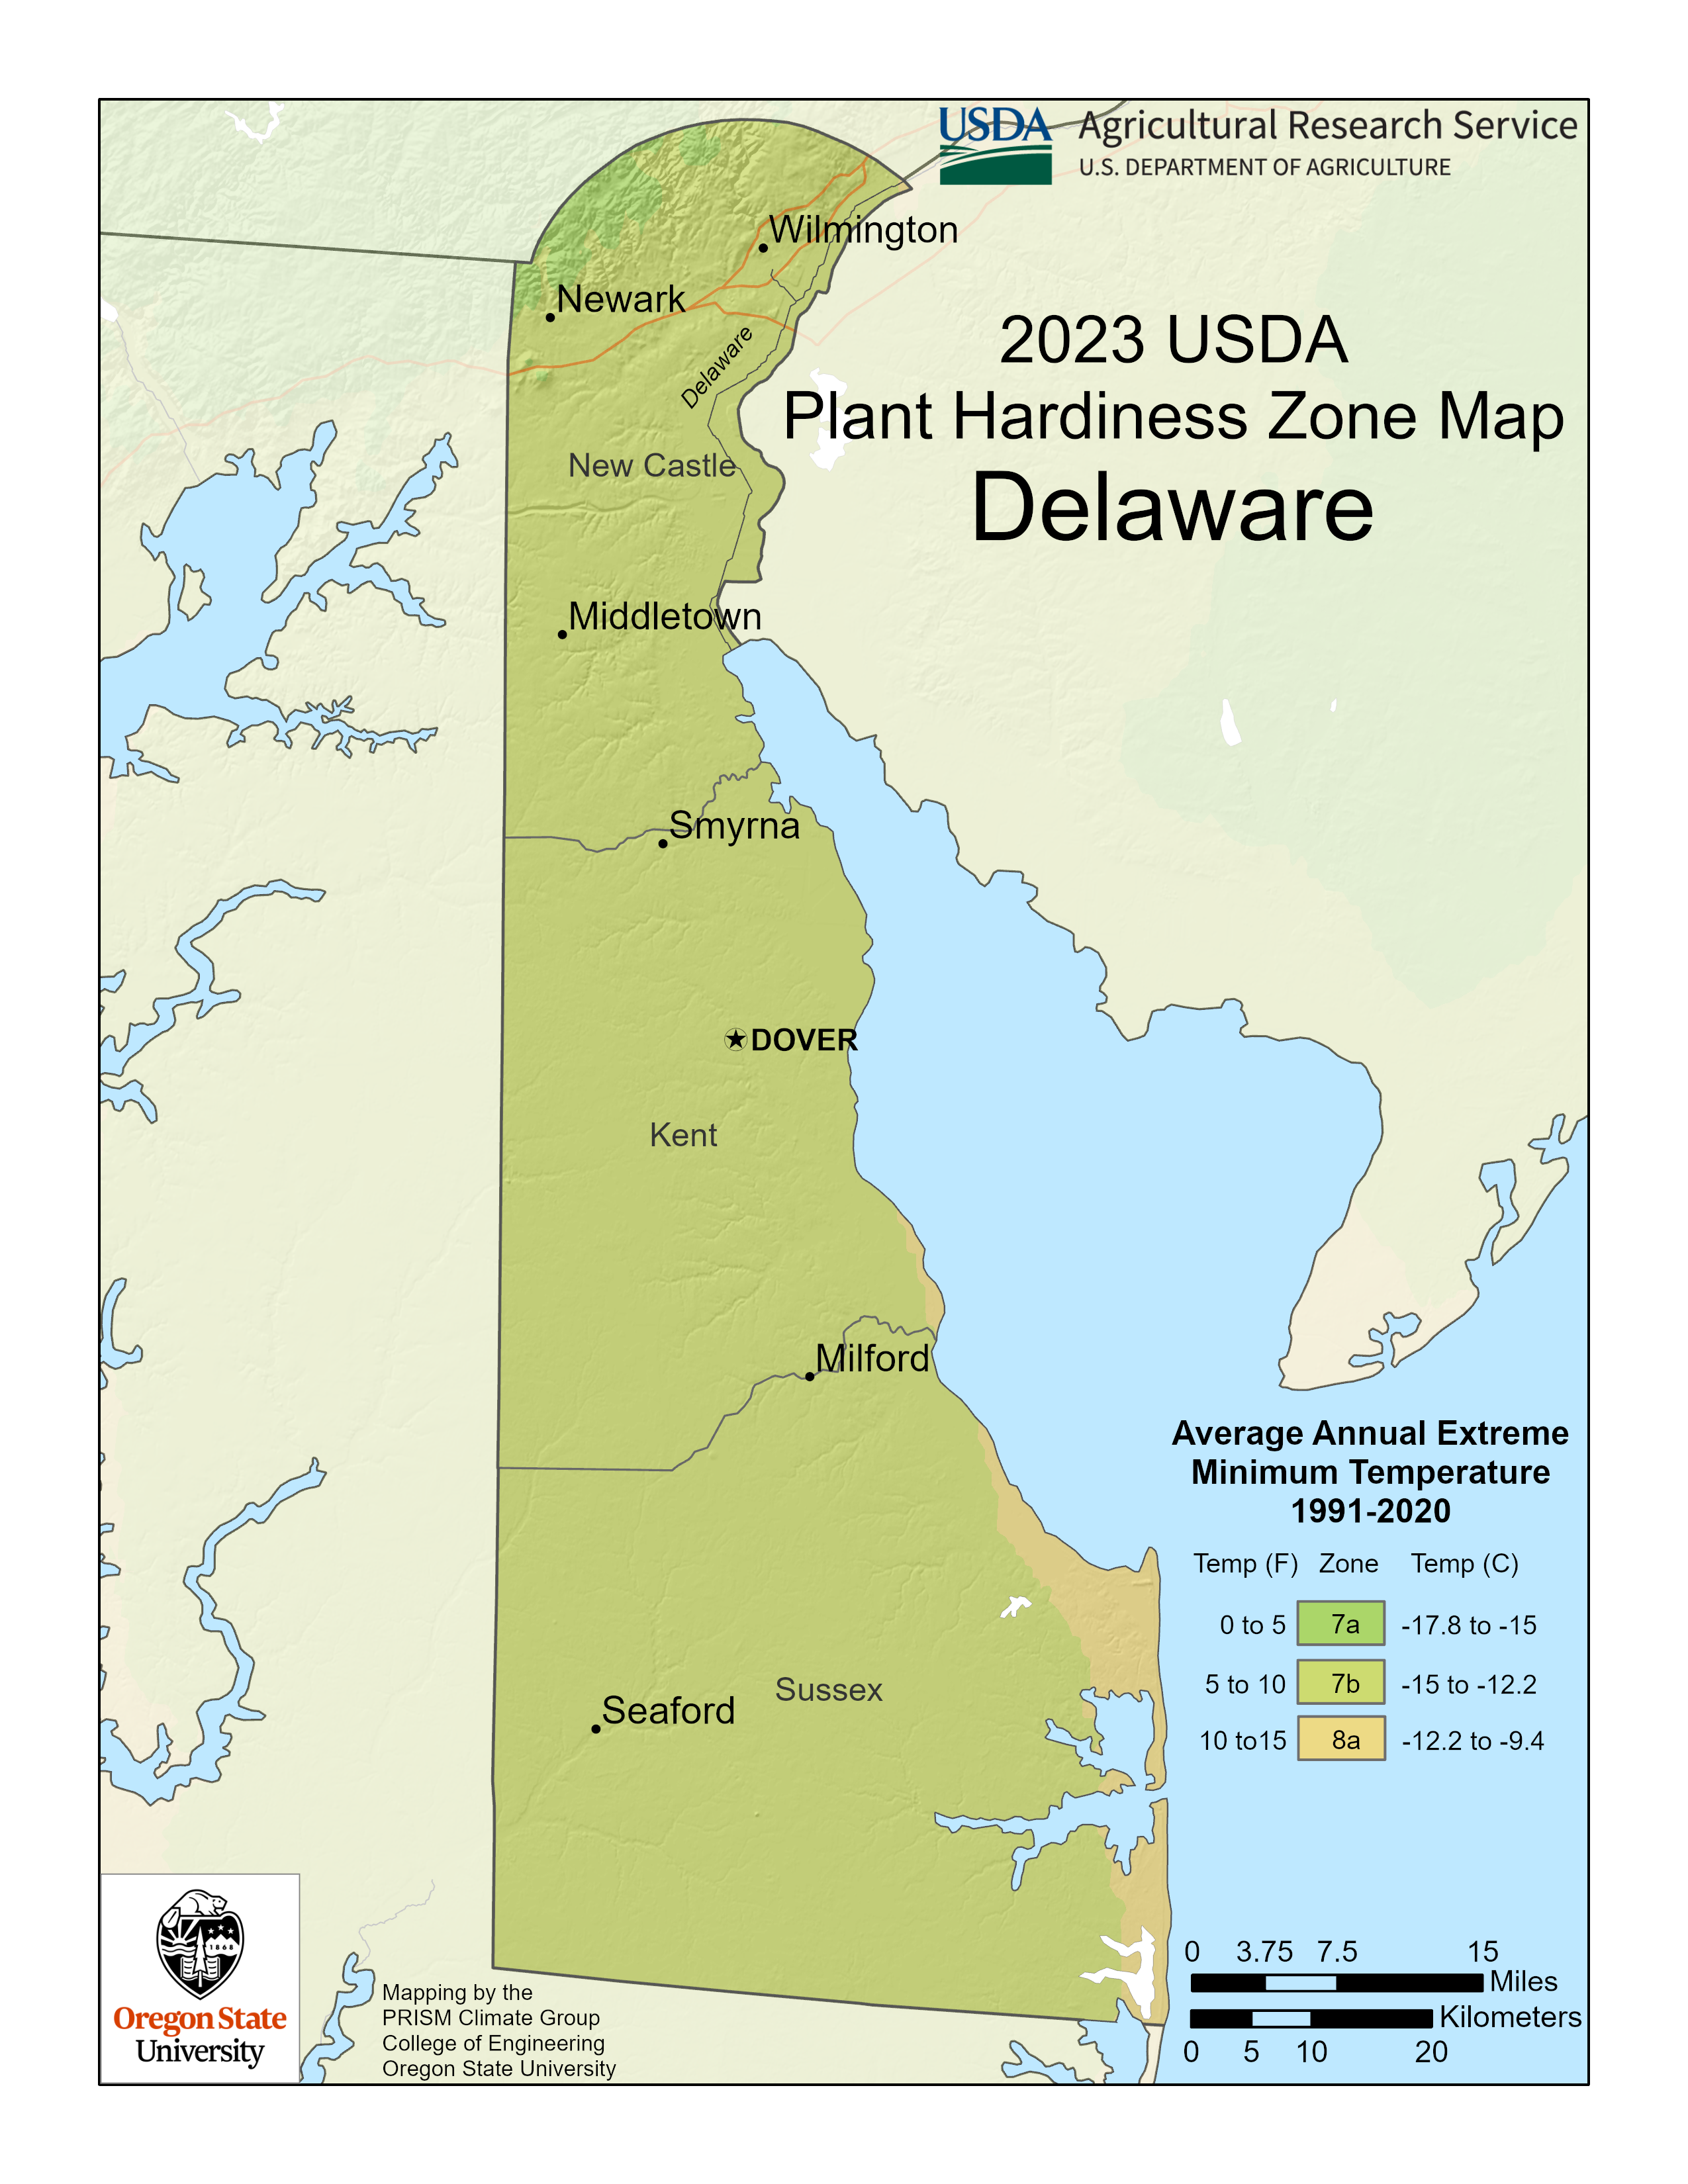 USDA
Agricultural Research Service
U.S. DEPARTMENT OF AGRICULTURE
Wilmington
Newark
2023 USDA
Plant Hardiness Zone Map
Delaware
Delaware
New Castle
Middletown
Smyrna
DOVER
Kent
Milford
Average Annual Extreme
Minimum Temperature
1991-2020
Temp (F) Zone Temp (C)
0 to 5 7a -17.8 to -15
5 to 10 7b -15 to -12.2
10 to15 8a -12.2 to -9.4
Sussex
Seaford
0 3.75 7.5 15
Miles
Kilometers
0 5 10 20
1868
Oregon State
University
Mapping by the
PRISM Climate Group
College of Engineering
Oregon State University